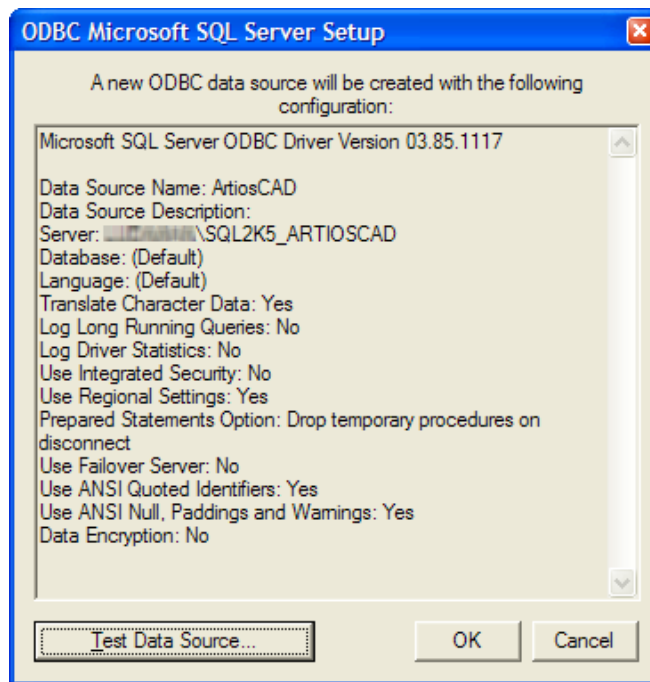 ODBC Microsoft SQL Server Setup
A new ODBC data source will be created with the following
configuration:
Microsoft SQL Server ODBC Driver Version 03.85.1117
Data Source Name: ArtiosCAD
Data Source Description:
Server: \SQL2K5_ARTIOSCAD
Database: (Default)
Language: (Default)
Translate Character Data: Yes
Log Long Running Queries: No
Log Driver Statistics: No
Use Integrated Security: No
Use Regional Settings: Yes
Prepared Statements Option: Drop temporary procedures on
disconnect
Use Failover Server: No
Use ANSI Quoted Identifiers: Yes
Use ANSI Null, Paddings and Warnings: Yes
Data Encryption: No
Test Data Source... OK Cancel